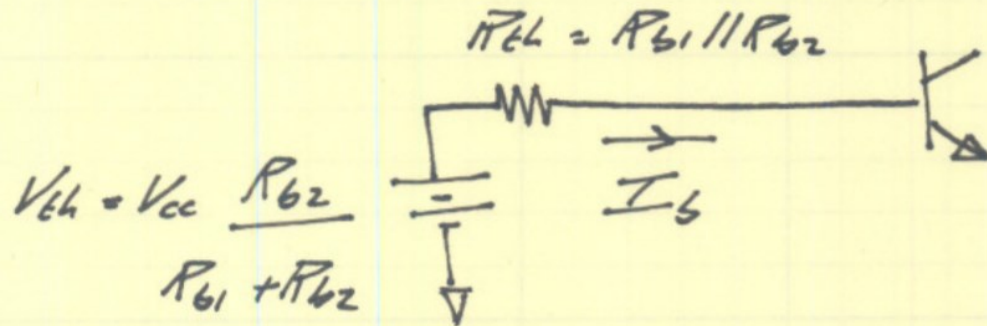 Rth = Rb1 // Rb2
Vth = Vcc Rb2
Rb1 + Rb2
Ib